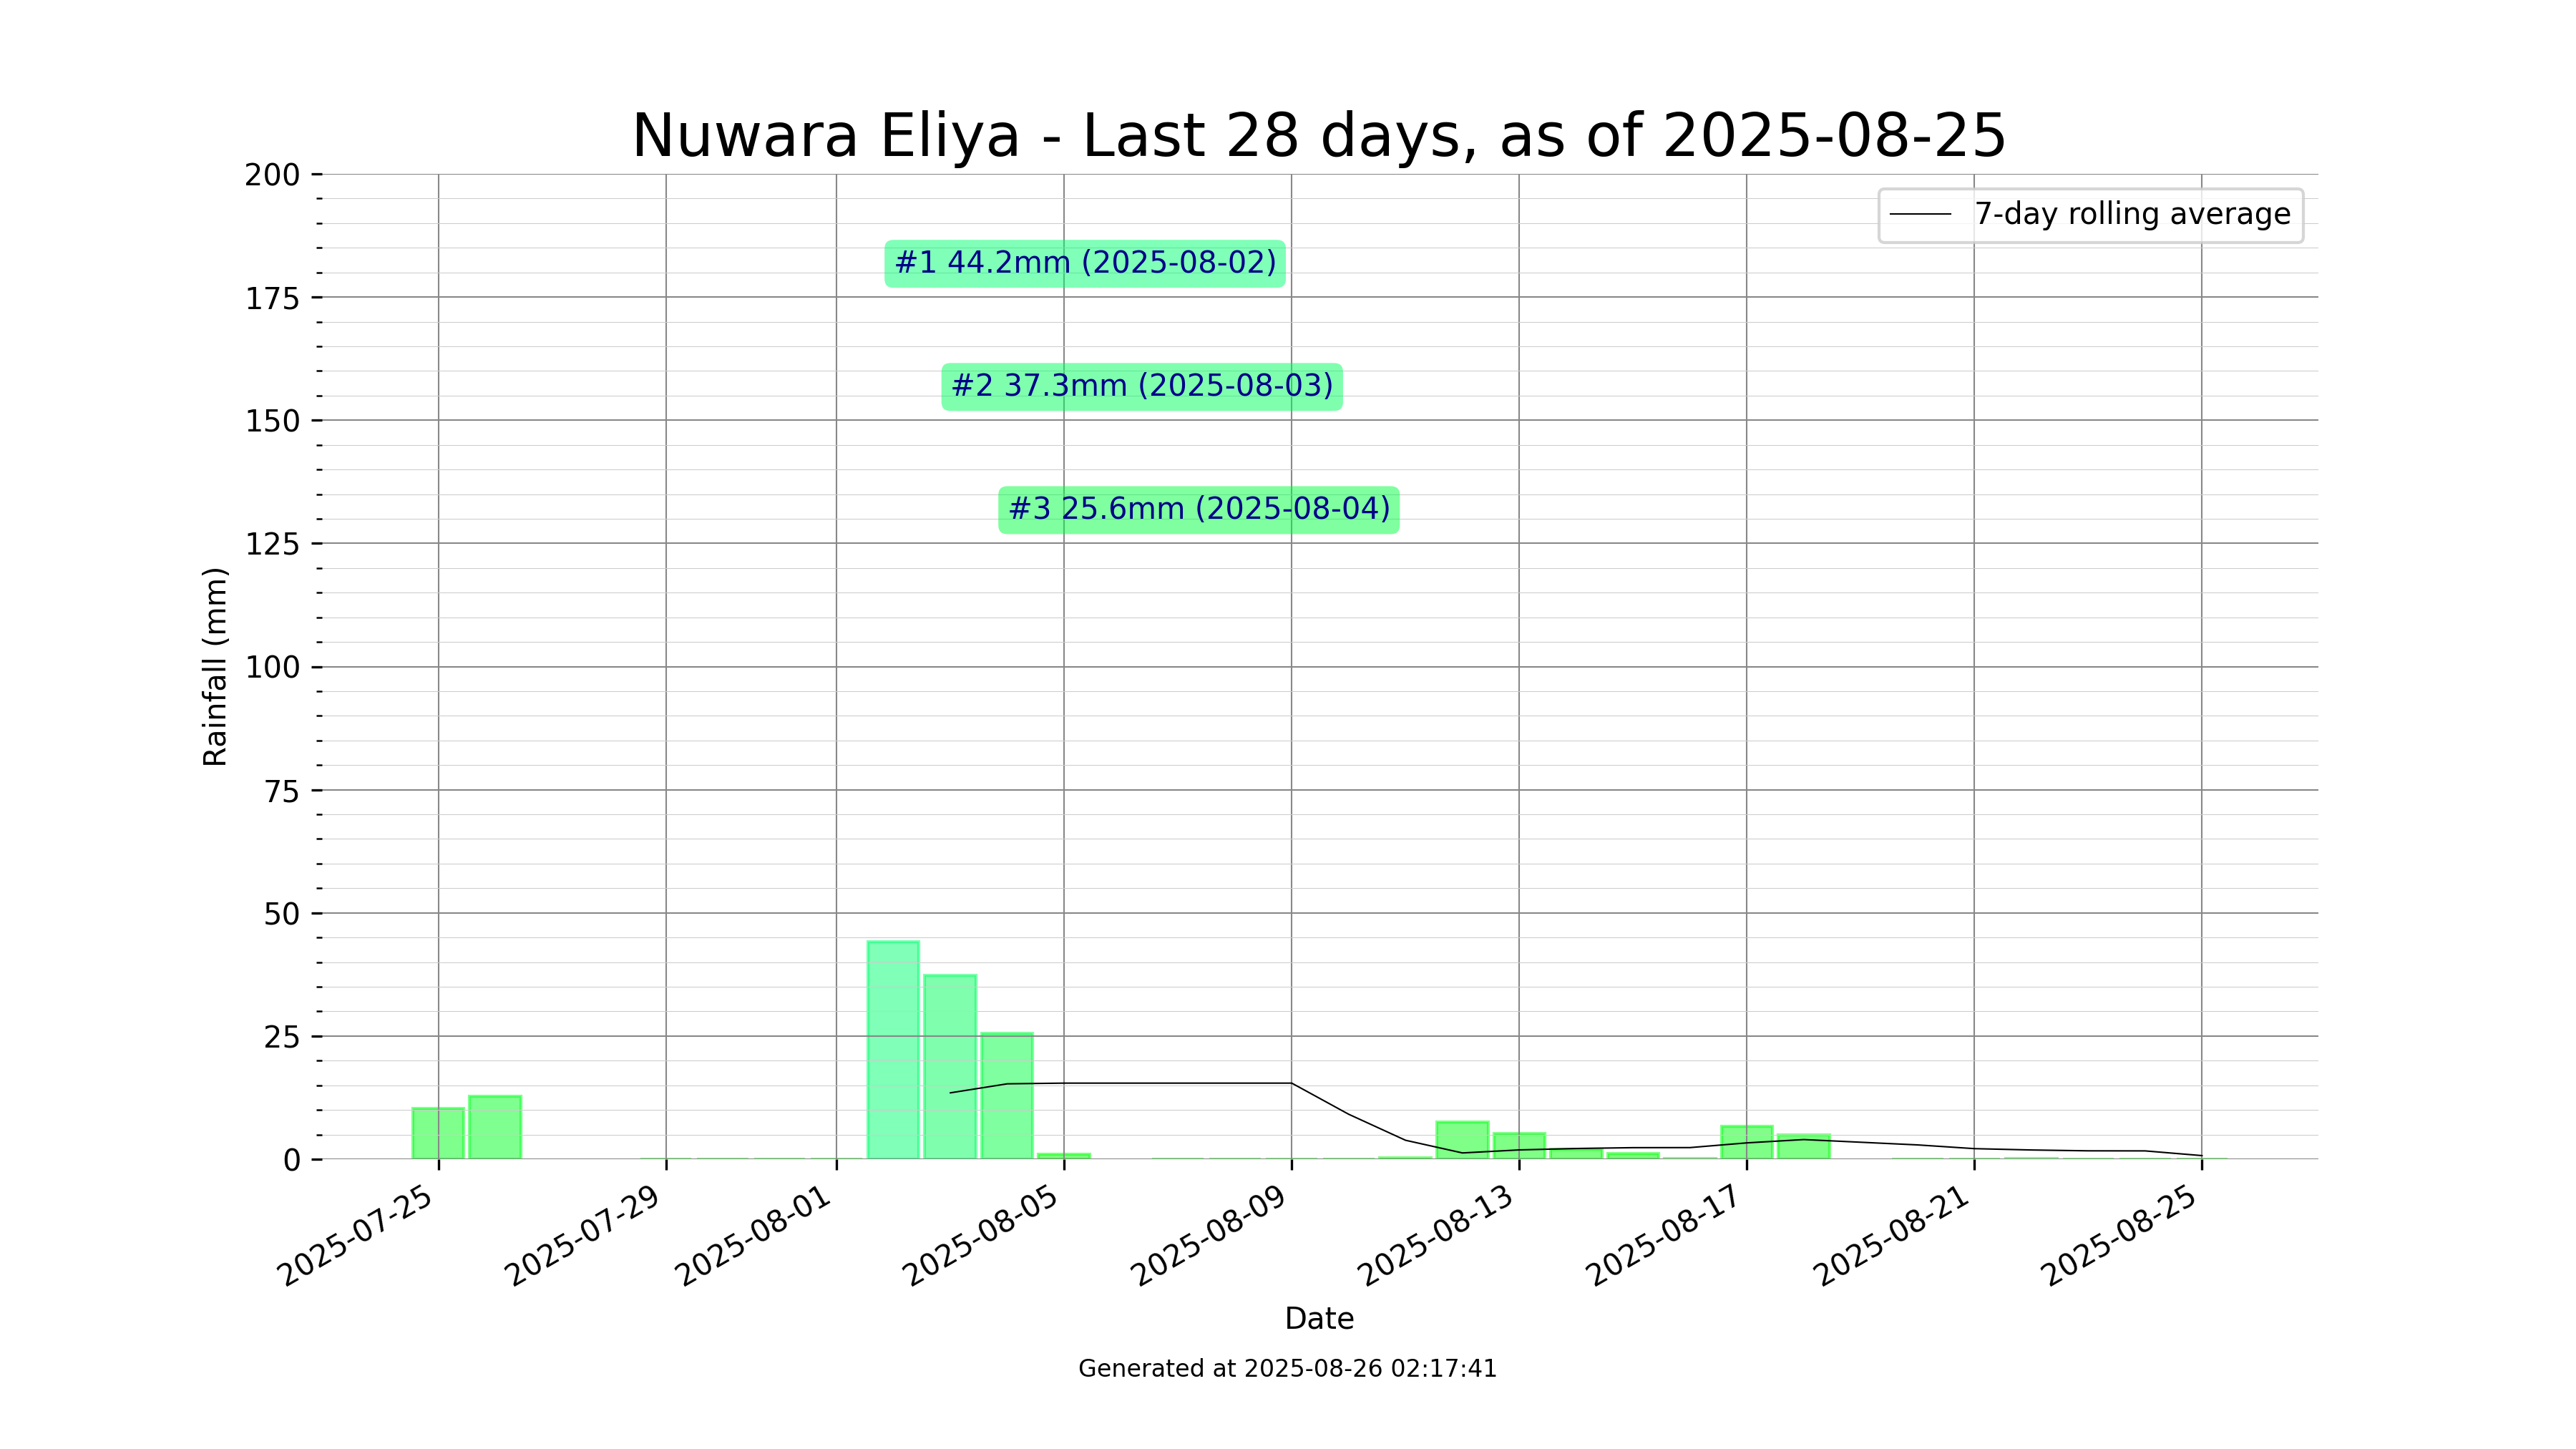 Nuwara Eliya - Last 28 days, as of 2025-08-25
7-day rolling average
#1 44.2mm (2025-08-02)
#2 37.3mm (2025-08-03)
#3 25.6mm (2025-08-04)
Rainfall (mm)
200
175
150
125
100
75
50
25
0
2025-07-25
2025-07-29
2025-08-01
2025-08-05
2025-08-09
2025-08-13
2025-08-17
2025-08-21
2025-08-25
Date
Generated at 2025-08-26 02:17:41